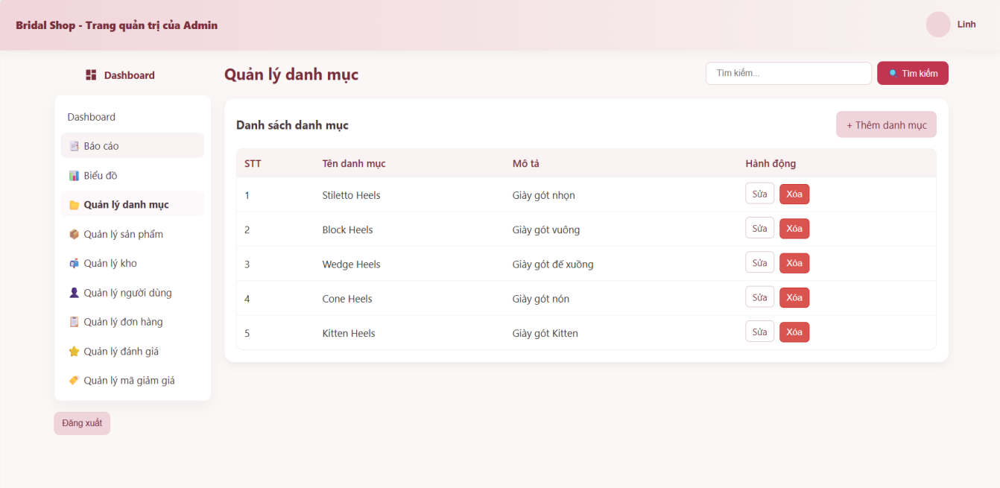 Bridal Shop - Trang quản trị của Admin
Linh
Dashboard
Quản lý danh mục
Tìm kiếm...
Tìm kiếm
Dashboard
Báo cáo
Biểu đồ
Quản lý danh mục
Quản lý sản phẩm
Quản lý kho
Quản lý người dùng
Quản lý đơn hàng
Quản lý đánh giá
Quản lý mã giảm giá
Đăng xuất
Danh sách danh mục
+ Thêm danh mục
STT Tên danh mục Mô tả Hành động
1 Stiletto Heels Giày gót nhọn Sửa Xóa
2 Block Heels Giày gót vuông Sửa Xóa
3 Wedge Heels Giày gót đế xuồng Sửa Xóa
4 Cone Heels Giày gót nón Sửa Xóa
5 Kitten Heels Giày gót Kitten Sửa Xóa